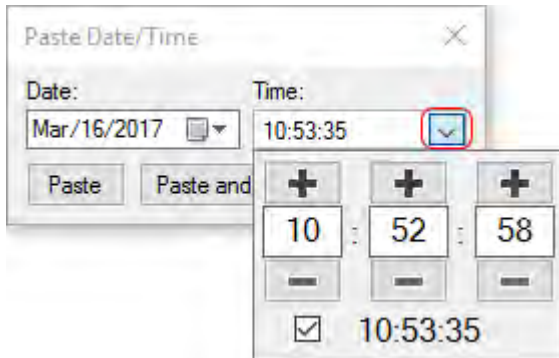 Paste Date/Time
Date: Time:
Mar/16/2017 10:53:35
Paste Paste and
10 : 52 : 58
10:53:35